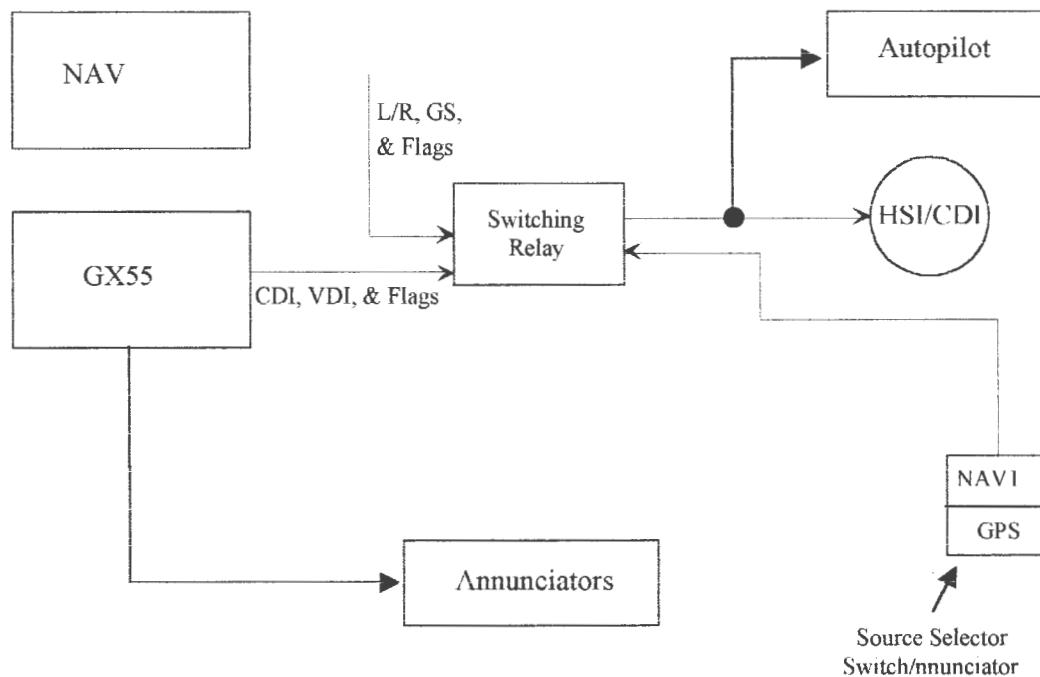 NAV
Autopilot
L/R, GS,
& Flags
Switching
Relay
HSI/CDI
GX55
CDI, VDI, & Flags
NAV1
GPS
Annunciators
Source Selector
Switch/nnunciator